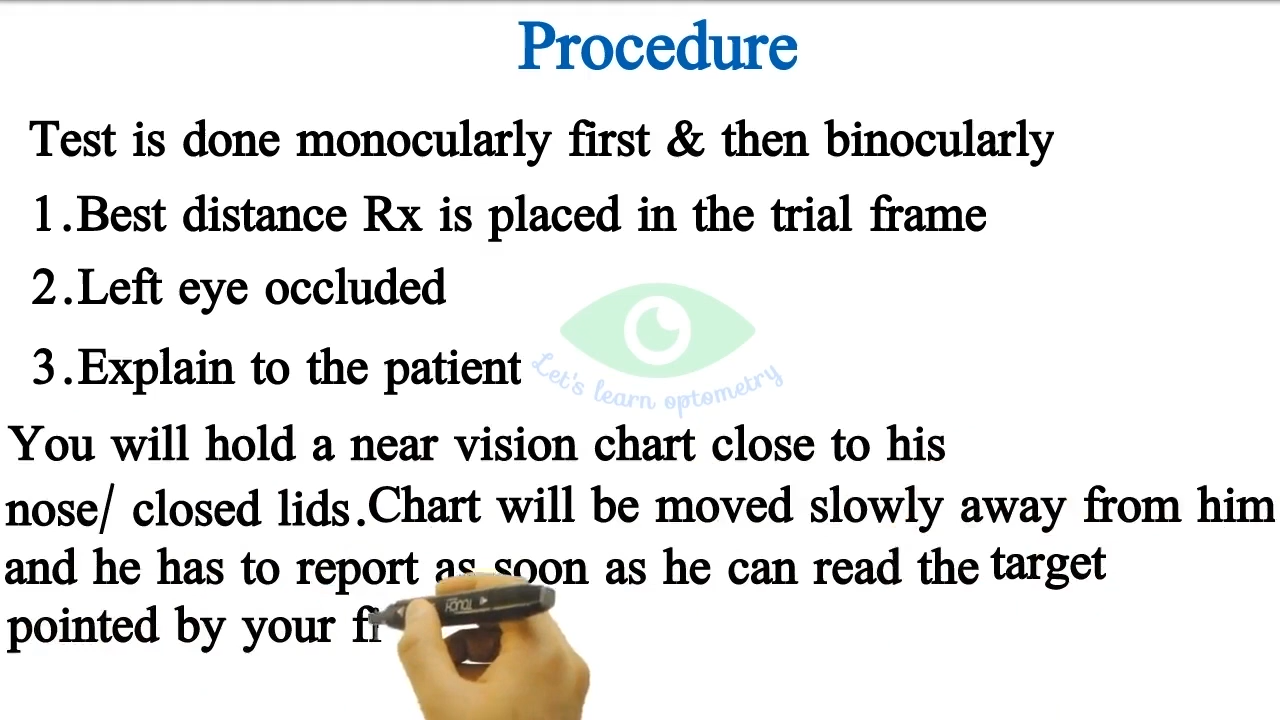 Procedure
Test is done monocularly first & then binocularly
1.Best distance Rx is placed in the trial frame
2.Left eye occluded
3.Explain to the patient
Let's learn optometry
You will hold a near vision chart close to his
nose/ closed lids.Chart will be moved slowly away from him
and he has to report as soon as he can read the target
pointed by your